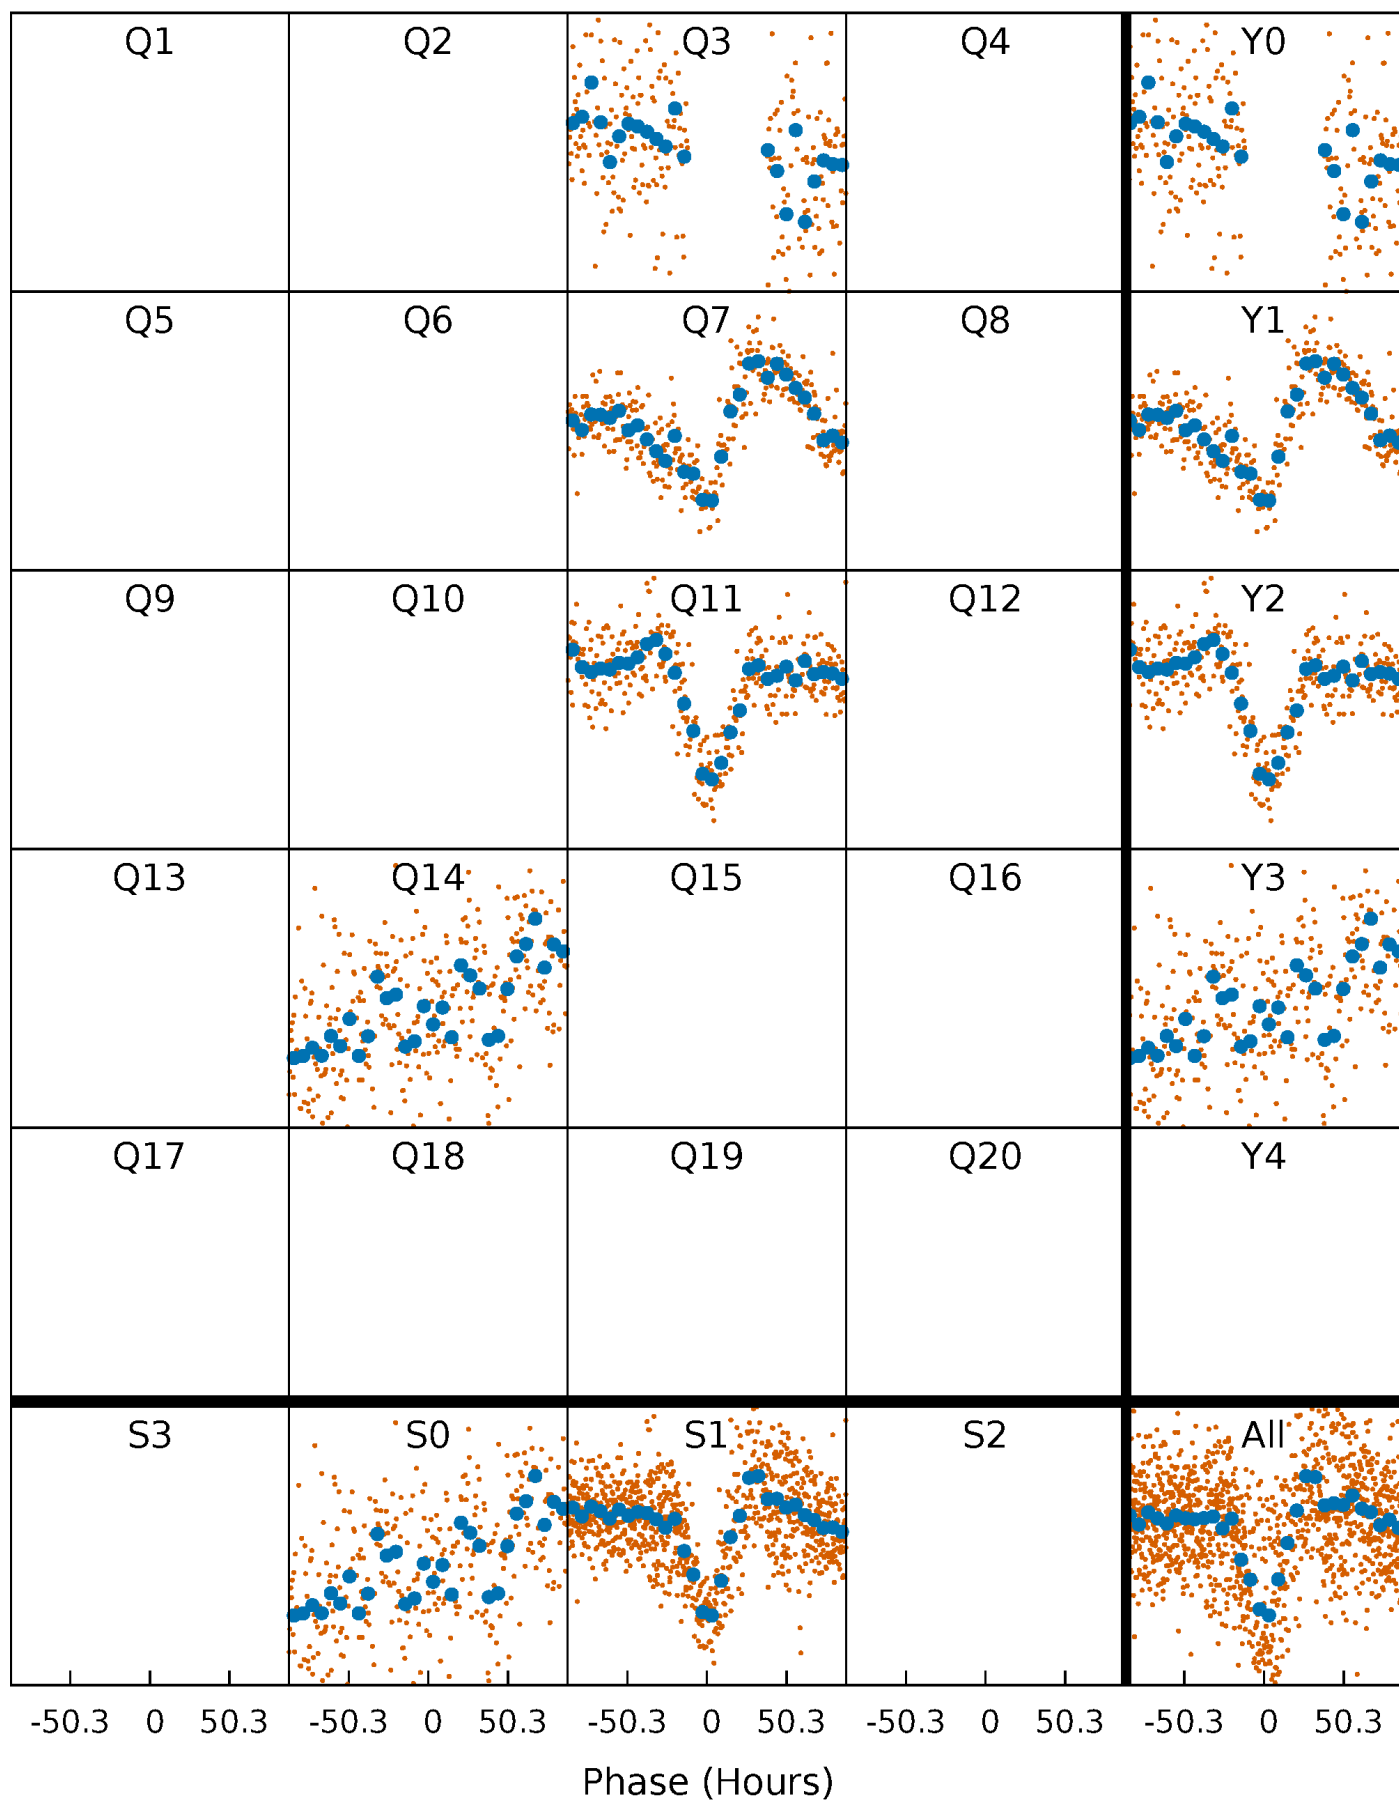 Q1 Q2 Q3 Q4 Y0
Q5 Q6 Q7 Q8 Y1
Q9 Q10 Q11 Q12 Y2
Q13 Q14 Q15 Q16 Y3
Q17 Q18 Q19 Q20 Y4
S3 S0 S1 S2 All
-50.3 0 50.3 -50.3 0 50.3 -50.3 0 50.3 -50.3 0 50.3 -50.3 0 50.3
Phase (Hours)